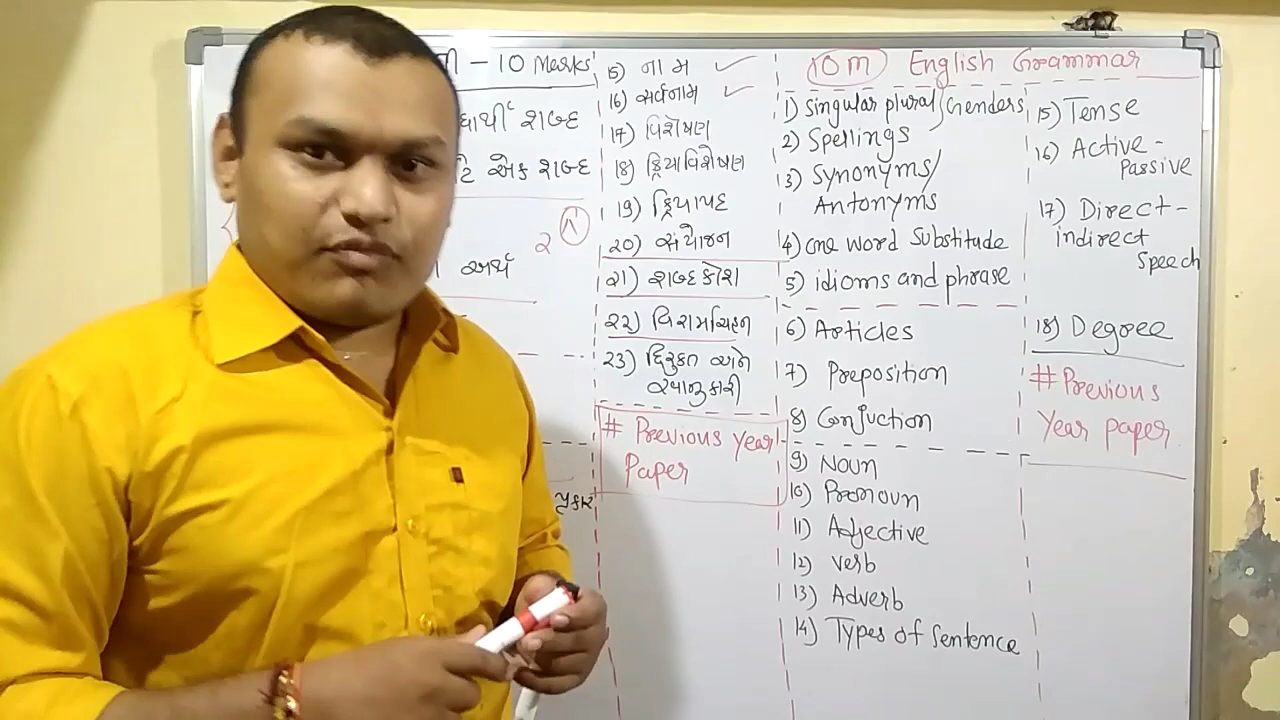 – 10 Marks
શબ્દ
એક શબ્દ
૨
અર્થ
15) નામ ✓
16) સર્વનામ ✓
17) વિશેષણ
18) ક્રિયાવિશેષણ
19) ક્રિયાપદ
20) સંયોજન
21) શબ્દકોશ
22) વિરામચિહન
23) દ્વિરુક્ત અને
રવાનુકારી
# Previous Year
Paper
10 m English Grammar
1) Singular plural/Genders
2) Spellings
3) Synonyms/
Antonyms
4) one word Substitude
5) idioms and phrase
6) Articles
7) Preposition
8) Conjuction
9) Noun
10) Pronoun
11) Adjective
12) verb
13) Adverb
14) Types of Sentence
15) Tense
16) Active -
Passive
17) Direct -
indirect
Speech
18) Degree
# Previous
Year paper